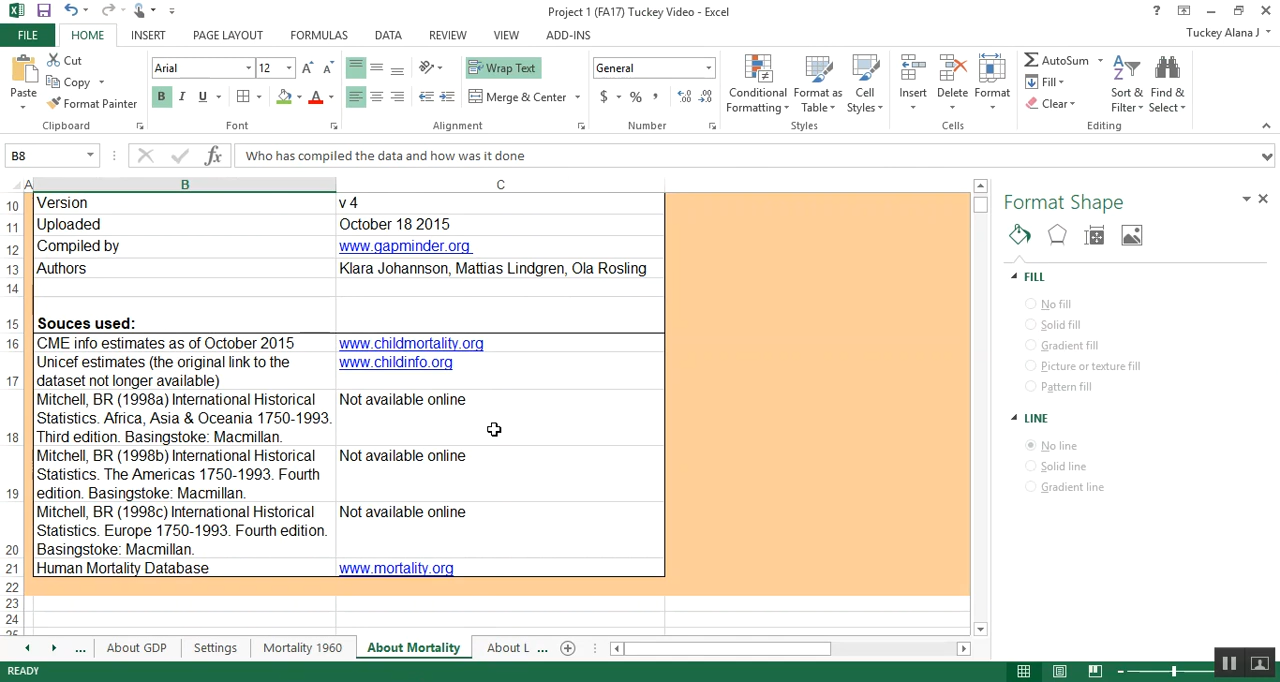 Project 1 (FA17) Tuckey Video - Excel
?
FILE
HOME
INSERT
PAGE LAYOUT
FORMULAS
DATA
REVIEW
VIEW
ADD-INS
Tuckey Alana J
Paste
Cut
Copy
Format Painter
Clipboard
Arial
12
B I U
Font
Wrap Text
Merge & Center
Alignment
General
$ % ,
Number
Conditional
Formatting
Format as
Table
Cell
Styles
Styles
Insert
Delete
Format
Cells
AutoSum
Fill
Clear
Sort &
Filter
Find &
Select
Editing
B8
fx
Who has compiled the data and how was it done
A B C
10 Version v 4
11 Uploaded October 18 2015
12 Compiled by www.gapminder.org
13 Authors Klara Johannson, Mattias Lindgren, Ola Rosling
14
15 Souces used:
16 CME info estimates as of October 2015 www.childmortality.org
Unicef estimates (the original link to the www.childinfo.org
17 dataset not longer available)
Mitchell, BR (1998a) International Historical Not available online
Statistics. Africa, Asia & Oceania 1750-1993.
18 Third edition. Basingstoke: Macmillan.
Mitchell, BR (1998b) International Historical Not available online
Statistics. The Americas 1750-1993. Fourth
19 edition. Basingstoke: Macmillan.
Mitchell, BR (1998c) International Historical Not available online
Statistics. Europe 1750-1993. Fourth edition.
20 Basingstoke: Macmillan.
21 Human Mortality Database www.mortality.org
22
23
24
25
Format Shape
FILL
No fill
Solid fill
Gradient fill
Picture or texture fill
Pattern fill
LINE
No line
Solid line
Gradient line
...
About GDP
Settings
Mortality 1960
About Mortality
About L ...
READY